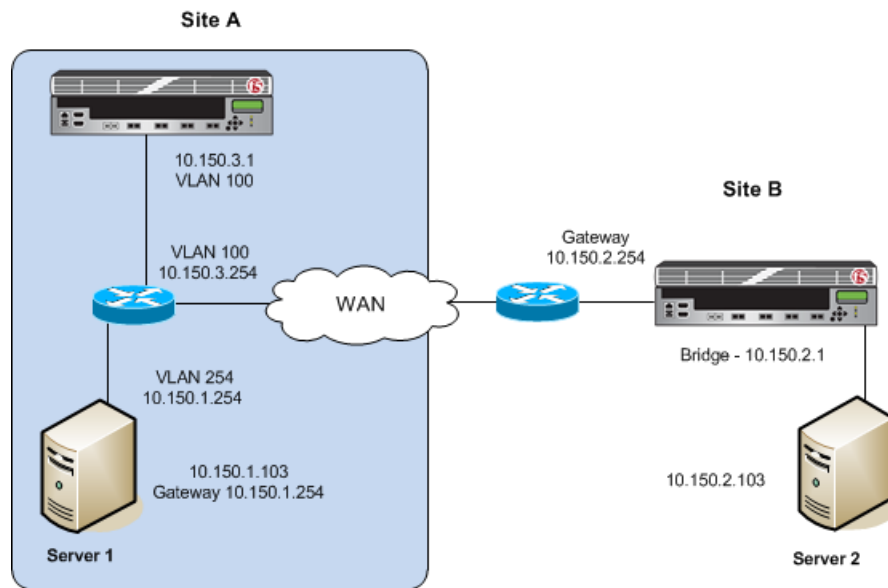 Site A
f5
10.150.3.1
VLAN 100
VLAN 100
10.150.3.254
WAN
VLAN 254
10.150.1.254
10.150.1.103
Gateway 10.150.1.254
Server 1
Site B
Gateway
10.150.2.254
f5
Bridge - 10.150.2.1
10.150.2.103
Server 2